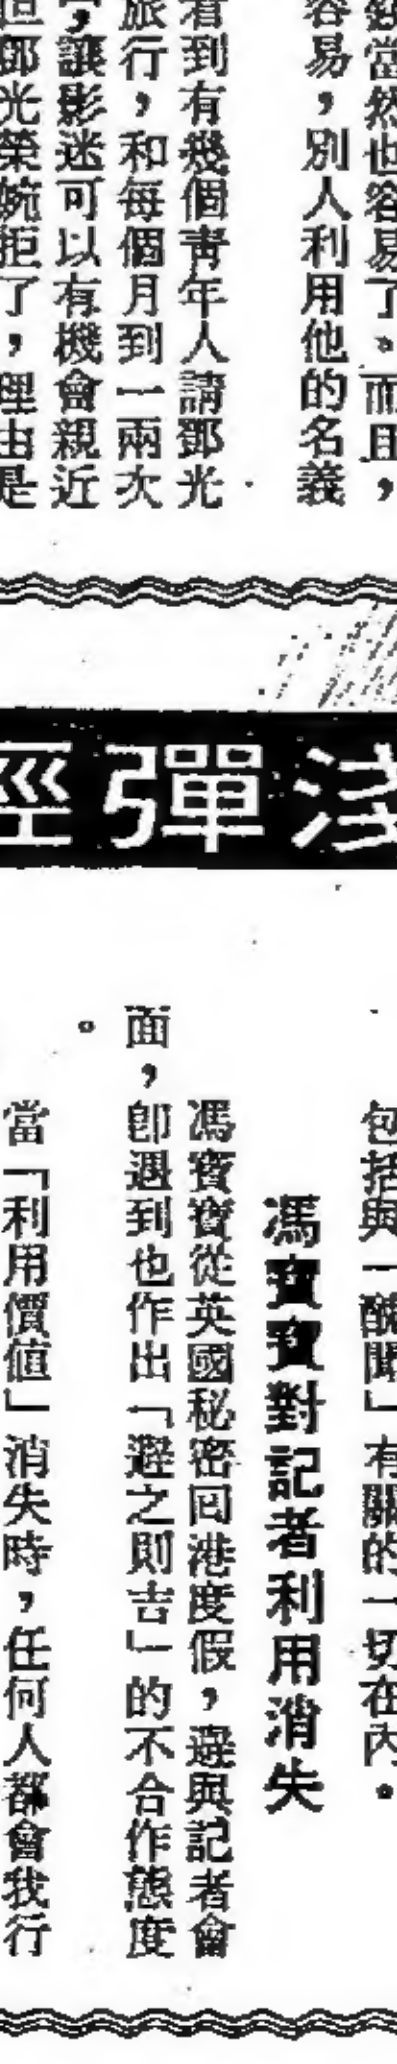 當然也容易了。而且，
容易，別人利用他的名義
看到有幾個青年人請鄧光
旅行，和每個月到一兩次
，讓影迷可以有機會親近
但鄧光榮婉拒了，理由是
淺彈經
包括與「醜聞」有關的一切在內。
馮寶寶對記者利用消失
馮寶寶從英國秘密回港度假，避與記者會
面，卽遇到也作出「避之則吉」的不合作態度
。
當「利用價值」消失時，任何人都會我行